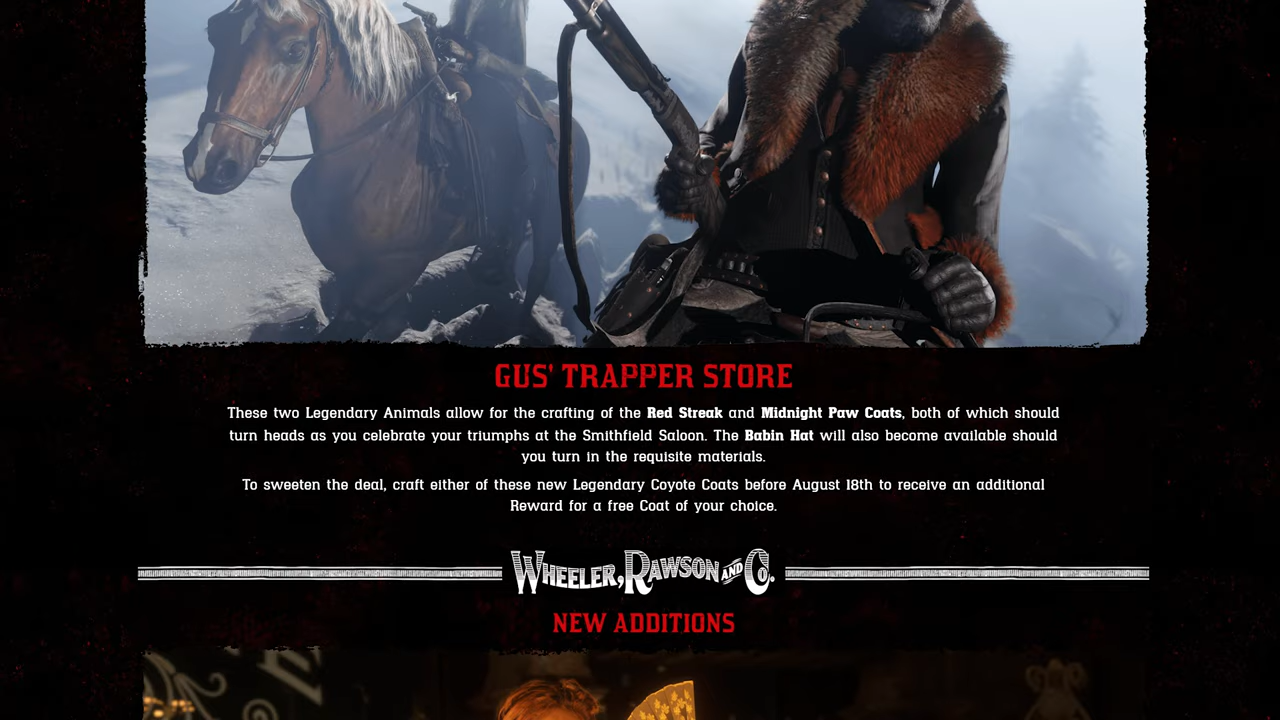 GUS' TRAPPER STORE
These two Legendary Animals allow for the crafting of the Red Streak and Midnight Paw Coats, both of which should
turn heads as you celebrate your triumphs at the Smithfield Saloon. The Babin Hat will also become available should
you turn in the requisite materials.
To sweeten the deal, craft either of these new Legendary Coyote Coats before August 18th to receive an additional
Reward for a free Coat of your choice.
WHEELER, RAWSON AND CO.
NEW ADDITIONS